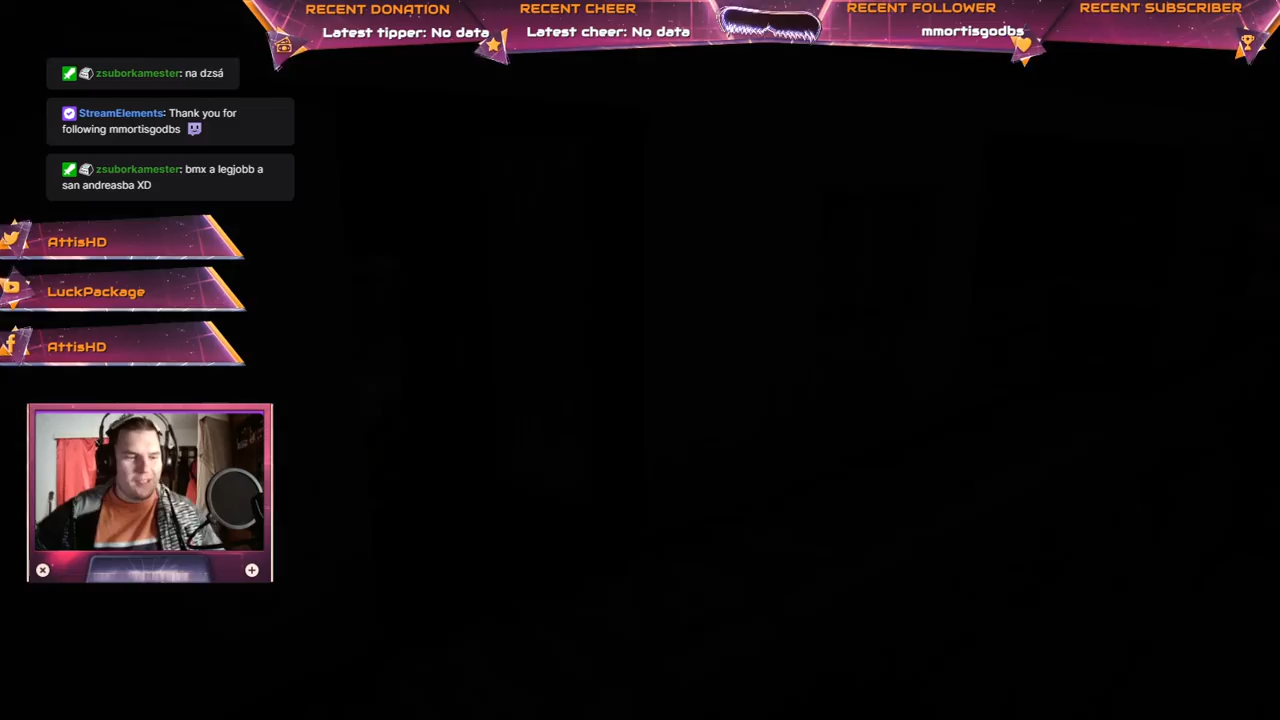 RECENT DONATION
Latest tipper: No data
RECENT CHEER
Latest cheer: No data
RECENT FOLLOWER
mmortisgodbs
RECENT SUBSCRIBER
zsuborkamester: na dzsá
StreamElements: Thank you for
following mmortisgodbs
zsuborkamester: bmx a legjobb a
san andreasba XD
AttisHD
LuckPackage
AttisHD